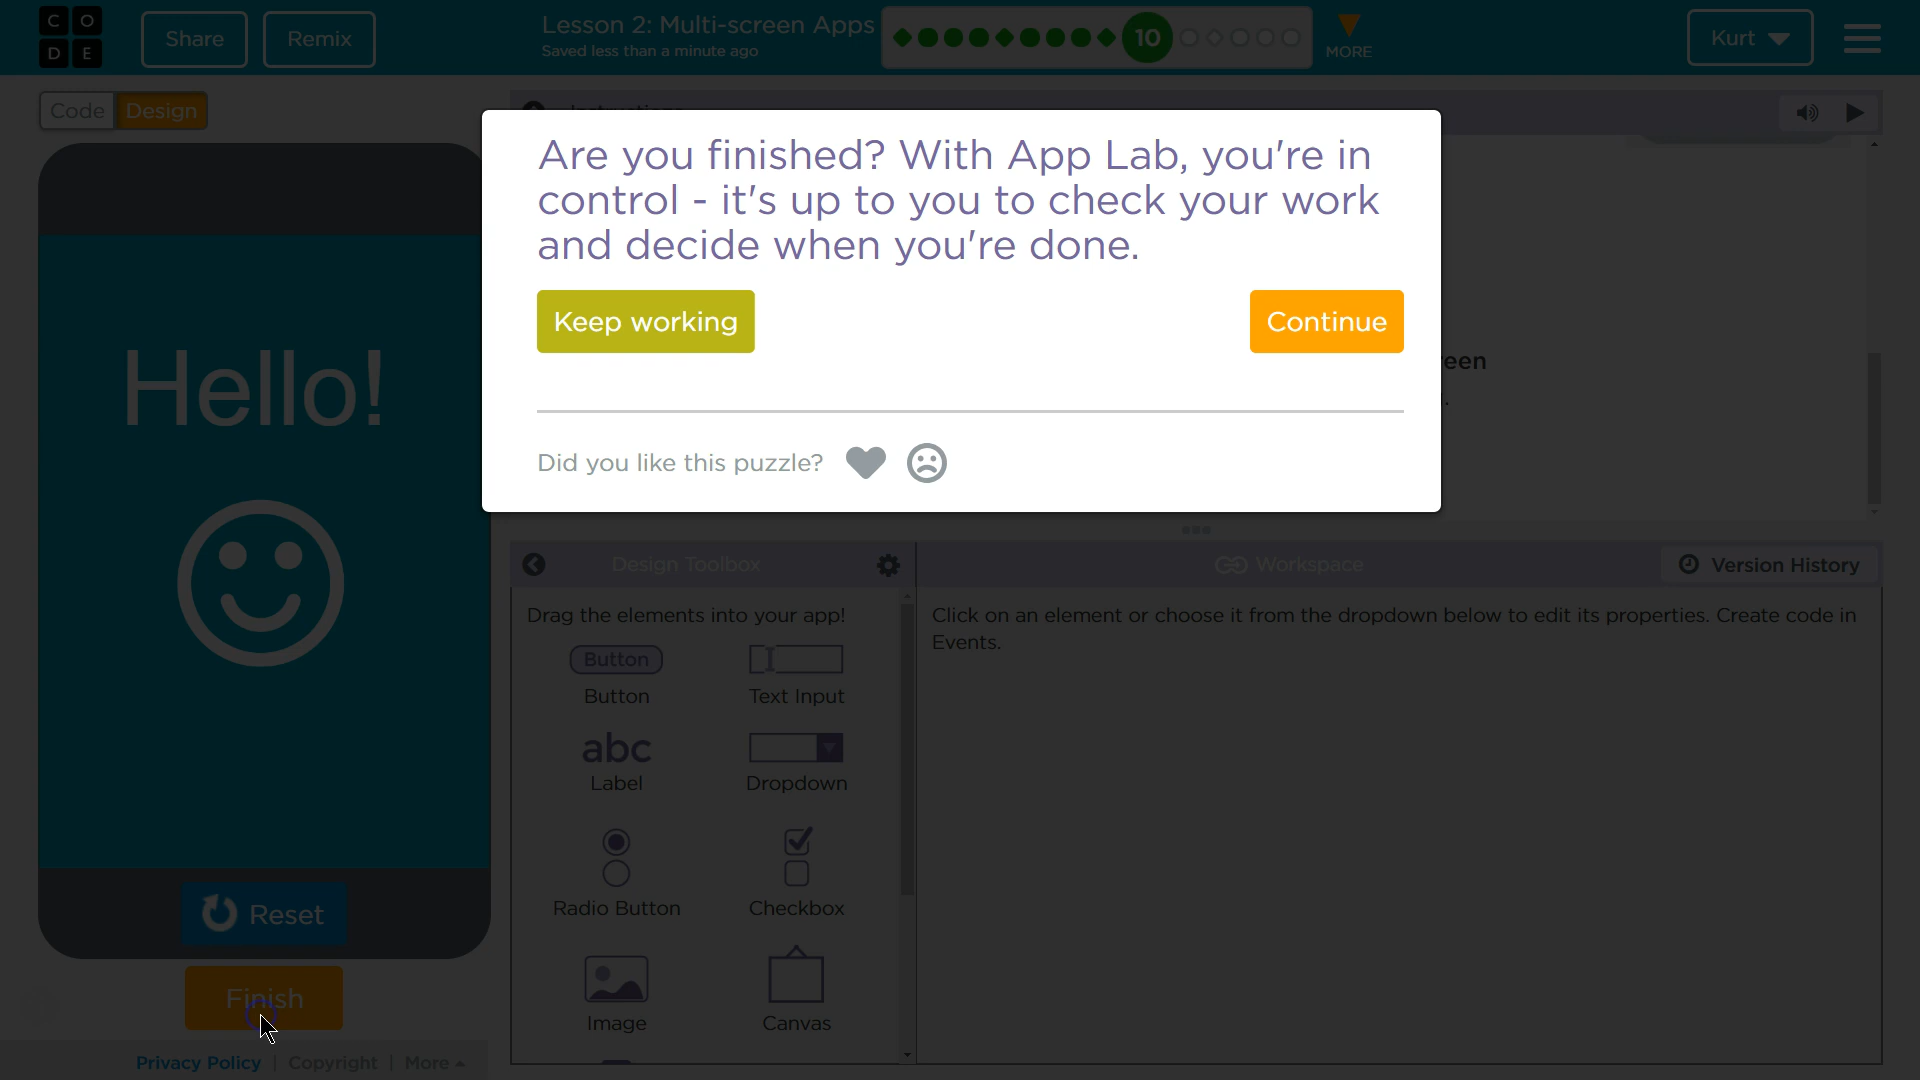 C O
D E
Share
Remix
Lesson 2: Multi-screen Apps
Saved less than a minute ago
10
MORE
Kurt
Code
Design
Instructions
Are you finished? With App Lab, you're in
control - it's up to you to check your work
and decide when you're done.
Keep working
Continue
Did you like this puzzle?
een
.
Hello!
Reset
Finish
Design Toolbox
Workspace
Version History
Drag the elements into your app!
Click on an element or choose it from the dropdown below to edit its properties. Create code in
Events.
Button
Button
Text Input
abc
Label
Dropdown
Radio Button
Checkbox
Image
Canvas
Privacy Policy | Copyright | More